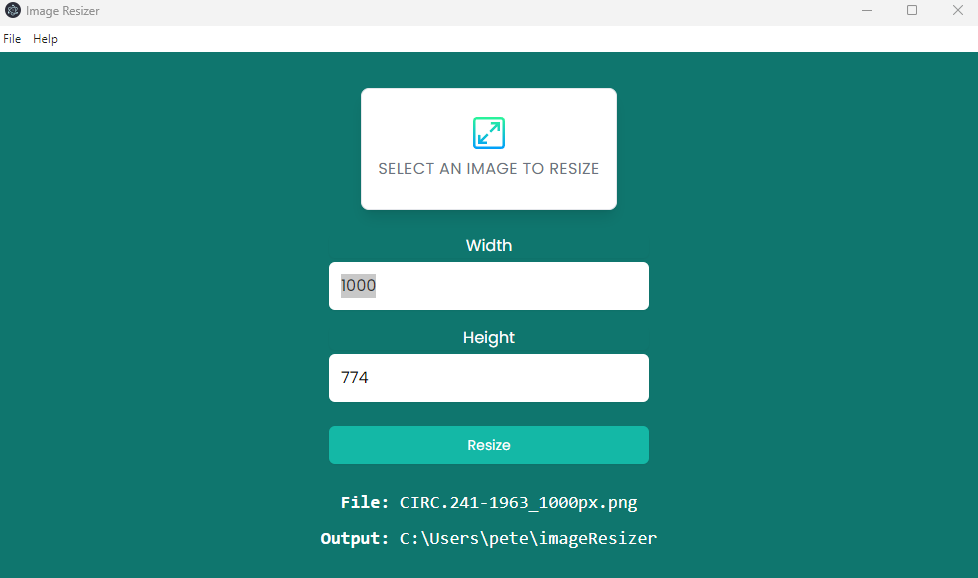 Image Resizer
File Help
SELECT AN IMAGE TO RESIZE
Width
1000
Height
774
Resize
File: CIRC.241-1963_1000px.png
Output: C:\Users\pete\imageResizer